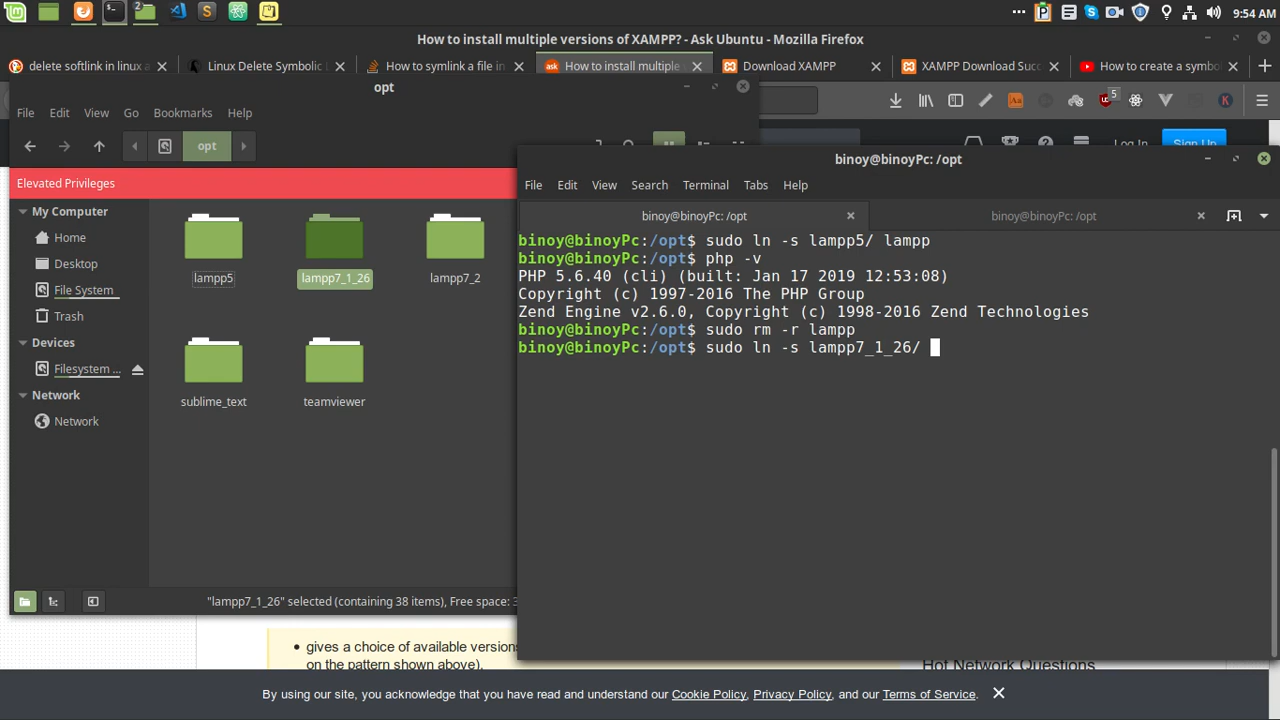 9:54 AM
2
How to install multiple versions of XAMPP? - Ask Ubuntu - Mozilla Firefox
delete softlink in linux a
Linux Delete Symbolic
How to symlink a file in
How to install multiple
Download XAMPP
XAMPP Download Succ
How to create a symbo
5
K
Log In
Sign Up
opt
File Edit View Go Bookmarks Help
opt
Elevated Privileges
My Computer
Home
Desktop
File System
Trash
Devices
Filesystem ...
Network
Network
lampp5
lampp7_1_26
lampp7_2
sublime_text
teamviewer
"lampp7_1_26" selected (containing 38 items), Free space:
binoy@binoyPc: /opt
File Edit View Search Terminal Tabs Help
binoy@binoyPc: /opt
binoy@binoyPc: /opt
binoy@binoyPc:/opt$ sudo ln -s lampp5/ lampp
binoy@binoyPc:/opt$ php -v
PHP 5.6.40 (cli) (built: Jan 17 2019 12:53:08)
Copyright (c) 1997-2016 The PHP Group
Zend Engine v2.6.0, Copyright (c) 1998-2016 Zend Technologies
binoy@binoyPc:/opt$ sudo rm -r lampp
binoy@binoyPc:/opt$ sudo ln -s lampp7_1_26/
• gives a choice of available versions
on the pattern shown above).
Hot Network Questions
By using our site, you acknowledge that you have read and understand our Cookie Policy, Privacy Policy, and our Terms of Service.